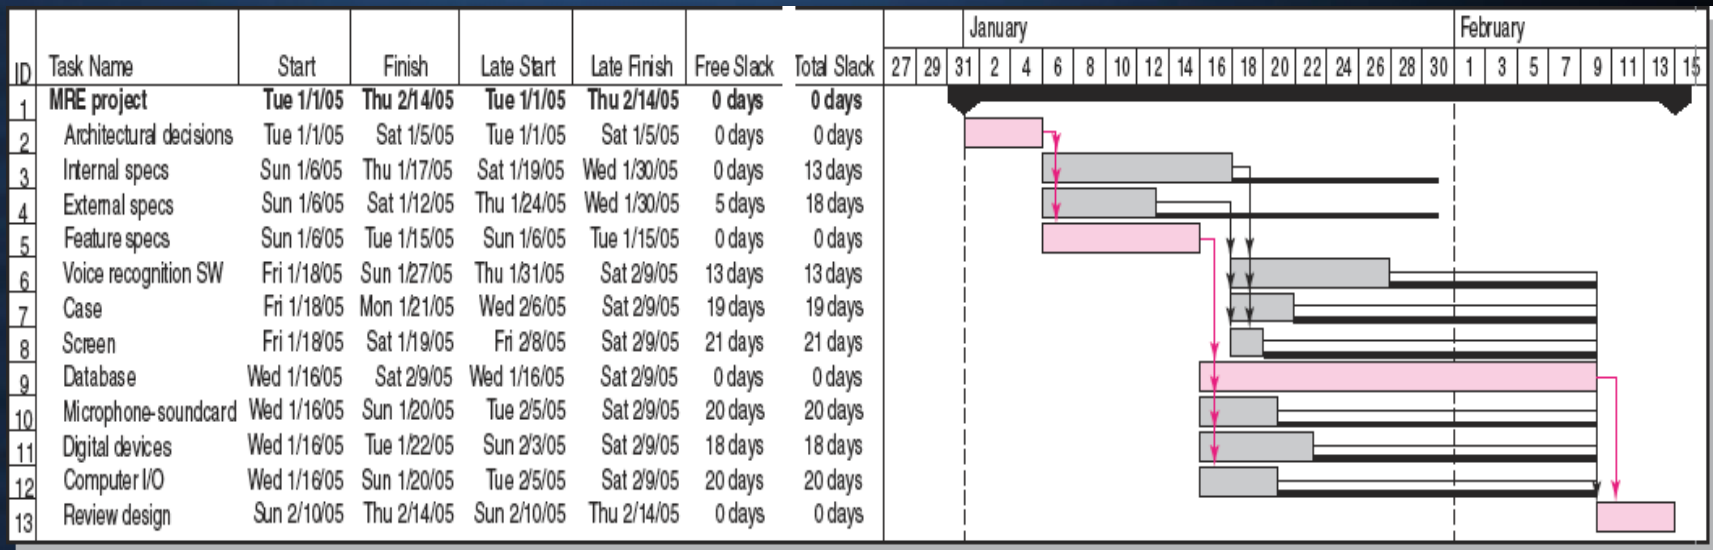 January February
ID Task Name Start Finish Late Start Late Finish Free Slack Total Slack 27 29 31 2 4 6 8 10 12 14 16 18 20 22 24 26 28 30 1 3 5 7 9 11 13 15
1 MRE project Tue 1/1/05 Thu 2/14/05 Tue 1/1/05 Thu 2/14/05 0 days 0 days
2 Architectural decisions Tue 1/1/05 Sat 1/5/05 Tue 1/1/05 Sat 1/5/05 0 days 0 days
3 Internal specs Sun 1/6/05 Thu 1/17/05 Sat 1/19/05 Wed 1/30/05 0 days 13 days
4 External specs Sun 1/6/05 Sat 1/12/05 Thu 1/24/05 Wed 1/30/05 5 days 18 days
5 Feature specs Sun 1/6/05 Tue 1/15/05 Sun 1/6/05 Tue 1/15/05 0 days 0 days
6 Voice recognition SW Fri 1/18/05 Sun 1/27/05 Thu 1/31/05 Sat 2/9/05 13 days 13 days
7 Case Fri 1/18/05 Mon 1/21/05 Wed 2/6/05 Sat 2/9/05 19 days 19 days
8 Screen Fri 1/18/05 Sat 1/19/05 Fri 2/8/05 Sat 2/9/05 21 days 21 days
9 Database Wed 1/16/05 Sat 2/9/05 Wed 1/16/05 Sat 2/9/05 0 days 0 days
10 Microphone-soundcard Wed 1/16/05 Sun 1/20/05 Tue 2/5/05 Sat 2/9/05 20 days 20 days
11 Digital devices Wed 1/16/05 Tue 1/22/05 Sun 2/3/05 Sat 2/9/05 18 days 18 days
12 Computer I/O Wed 1/16/05 Sun 1/20/05 Tue 2/5/05 Sat 2/9/05 20 days 20 days
13 Review design Sun 2/10/05 Thu 2/14/05 Sun 2/10/05 Thu 2/14/05 0 days 0 days